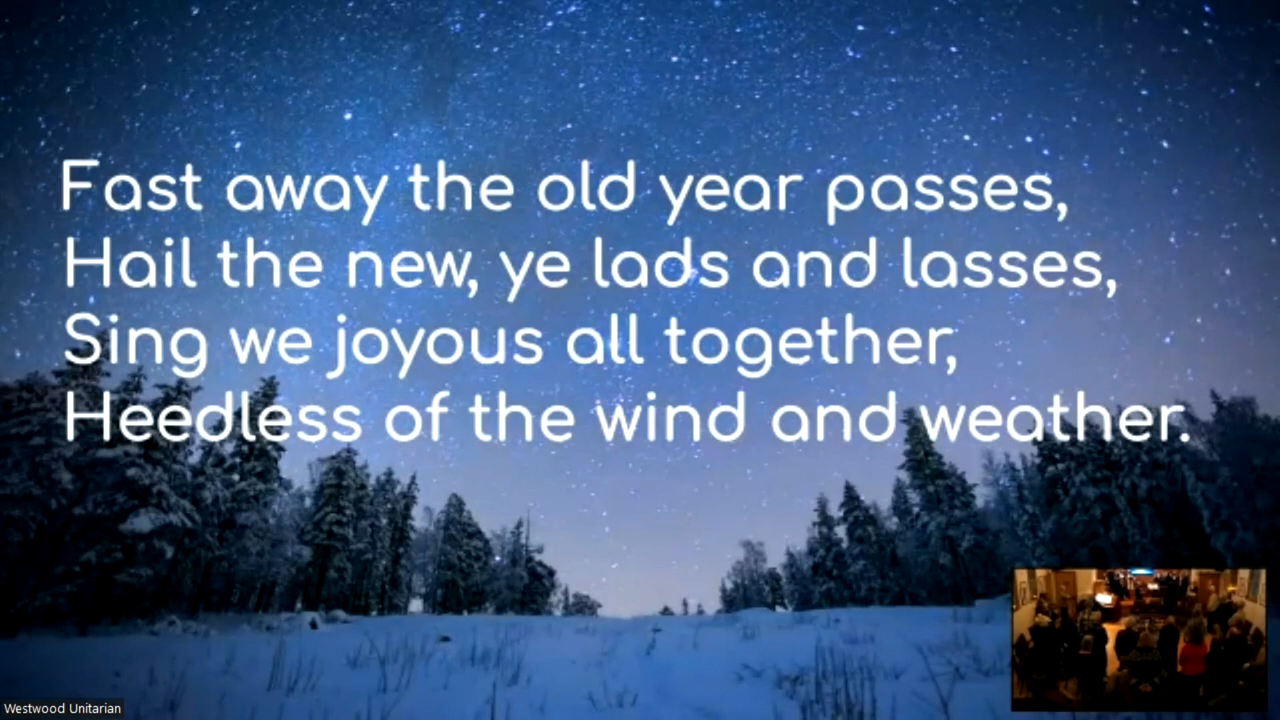 Fast away the old year passes,
Hail the new, ye lads and lasses,
Sing we joyous all together,
Heedless of the wind and weather.
Westwood Unitarian